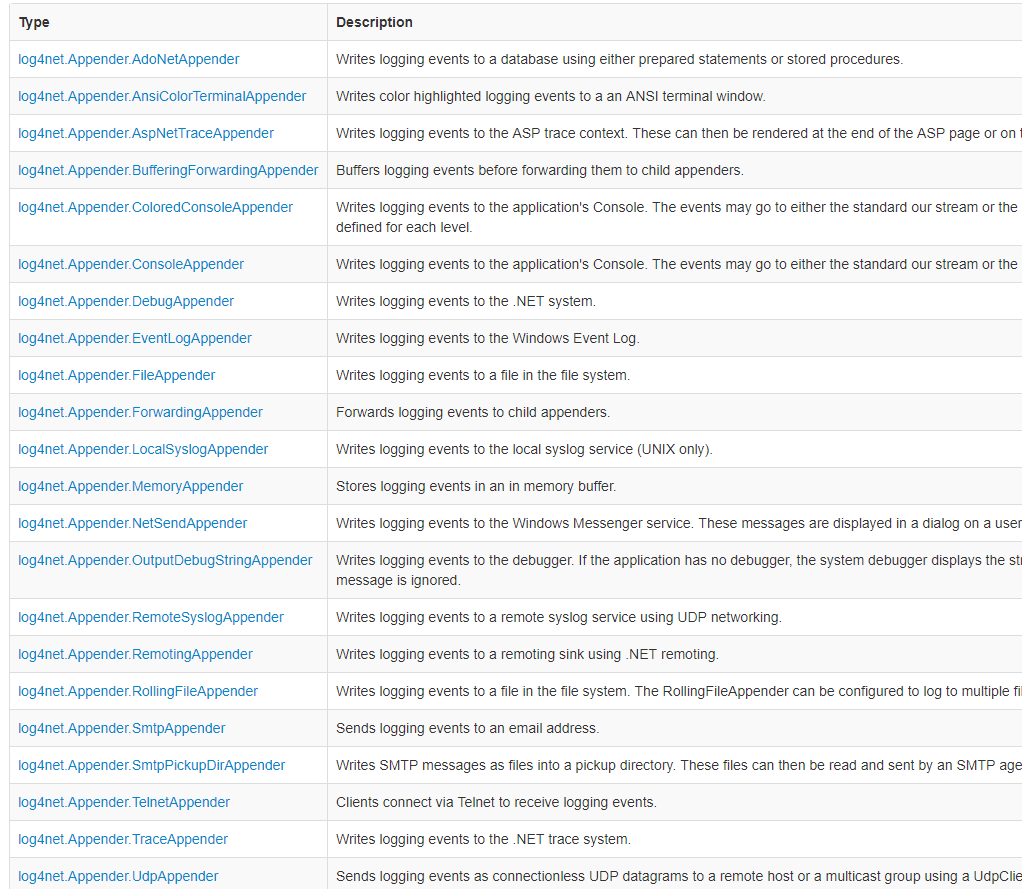 Type Description
log4net.Appender.AdoNetAppender Writes logging events to a database using either prepared statements or stored procedures.
log4net.Appender.AnsiColorTerminalAppender Writes color highlighted logging events to a an ANSI terminal window.
log4net.Appender.AspNetTraceAppender Writes logging events to the ASP trace context. These can then be rendered at the end of the ASP page or on
log4net.Appender.BufferingForwardingAppender Buffers logging events before forwarding them to child appenders.
log4net.Appender.ColoredConsoleAppender Writes logging events to the application's Console. The events may go to either the standard our stream or the
defined for each level.
log4net.Appender.ConsoleAppender Writes logging events to the application's Console. The events may go to either the standard our stream or the
log4net.Appender.DebugAppender Writes logging events to the .NET system.
log4net.Appender.EventLogAppender Writes logging events to the Windows Event Log.
log4net.Appender.FileAppender Writes logging events to a file in the file system.
log4net.Appender.ForwardingAppender Forwards logging events to child appenders.
log4net.Appender.LocalSyslogAppender Writes logging events to the local syslog service (UNIX only).
log4net.Appender.MemoryAppender Stores logging events in an in memory buffer.
log4net.Appender.NetSendAppender Writes logging events to the Windows Messenger service. These messages are displayed in a dialog on a user
log4net.Appender.OutputDebugStringAppender Writes logging events to the debugger. If the application has no debugger, the system debugger displays the
message is ignored.
log4net.Appender.RemoteSyslogAppender Writes logging events to a remote syslog service using UDP networking.
log4net.Appender.RemotingAppender Writes logging events to a remoting sink using .NET remoting.
log4net.Appender.RollingFileAppender Writes logging events to a file in the file system. The RollingFileAppender can be configured to log to multiple
log4net.Appender.SmtpAppender Sends logging events to an email address.
log4net.Appender.SmtpPickupDirAppender Writes SMTP messages as files into a pickup directory. These files can then be read and sent by an SMTP
log4net.Appender.TelnetAppender Clients connect via Telnet to receive logging events.
log4net.Appender.TraceAppender Writes logging events to the .NET trace system.
log4net.Appender.UdpAppender Sends logging events as connectionless UDP datagrams to a remote host or a multicast group using a